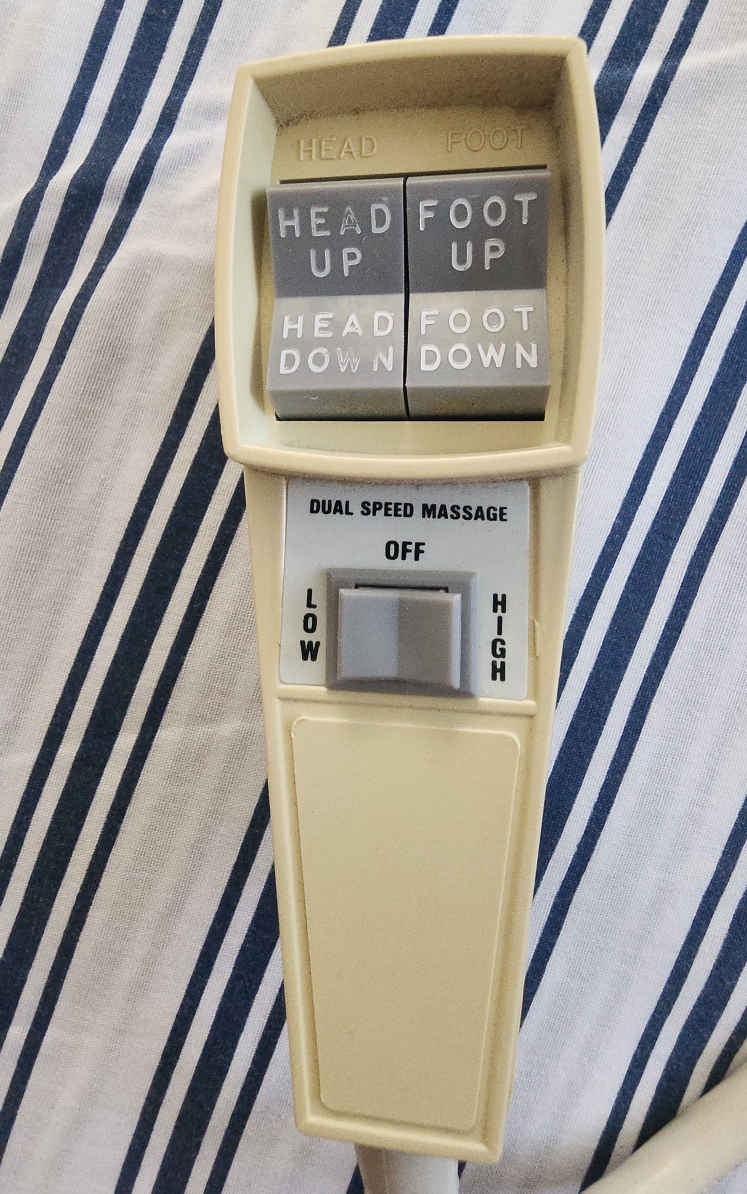 HEAD FOOT
HEAD UP
FOOT UP
HEAD DOWN
FOOT DOWN
DUAL SPEED MASSAGE
OFF
LOW
HIGH